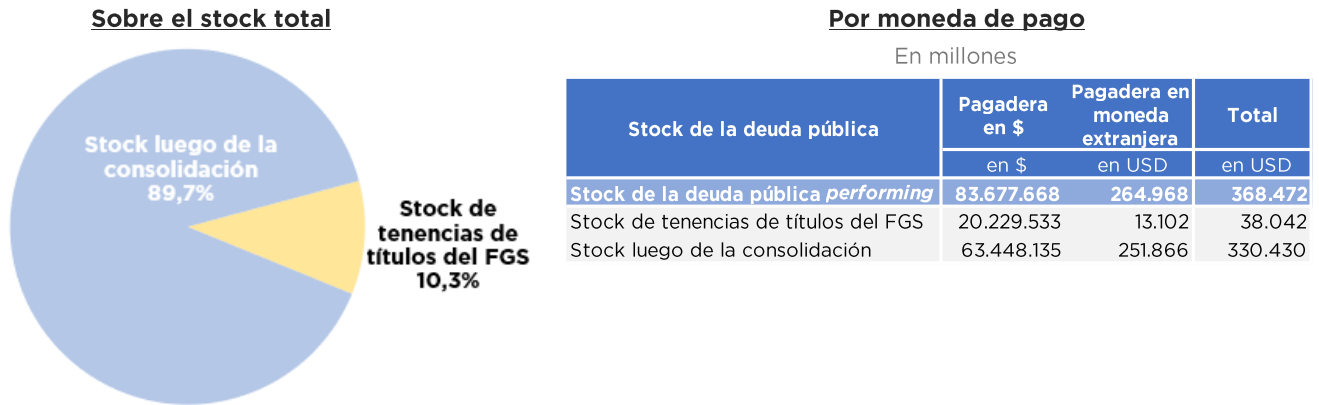 Sobre el stock total
Stock luego de la
consolidación
89,7%
Stock de
tenencias de
títulos del FGS
10,3%
Por moneda de pago
En millones
Stock de la deuda pública
Pagadera
en $
Pagadera en
moneda
extranjera
Total
en $
en USD
en USD
Stock de la deuda pública performing 83.677.668 264.968 368.472
Stock de tenencias de títulos del FGS 20.229.533 13.102 38.042
Stock luego de la consolidación 63.448.135 251.866 330.430